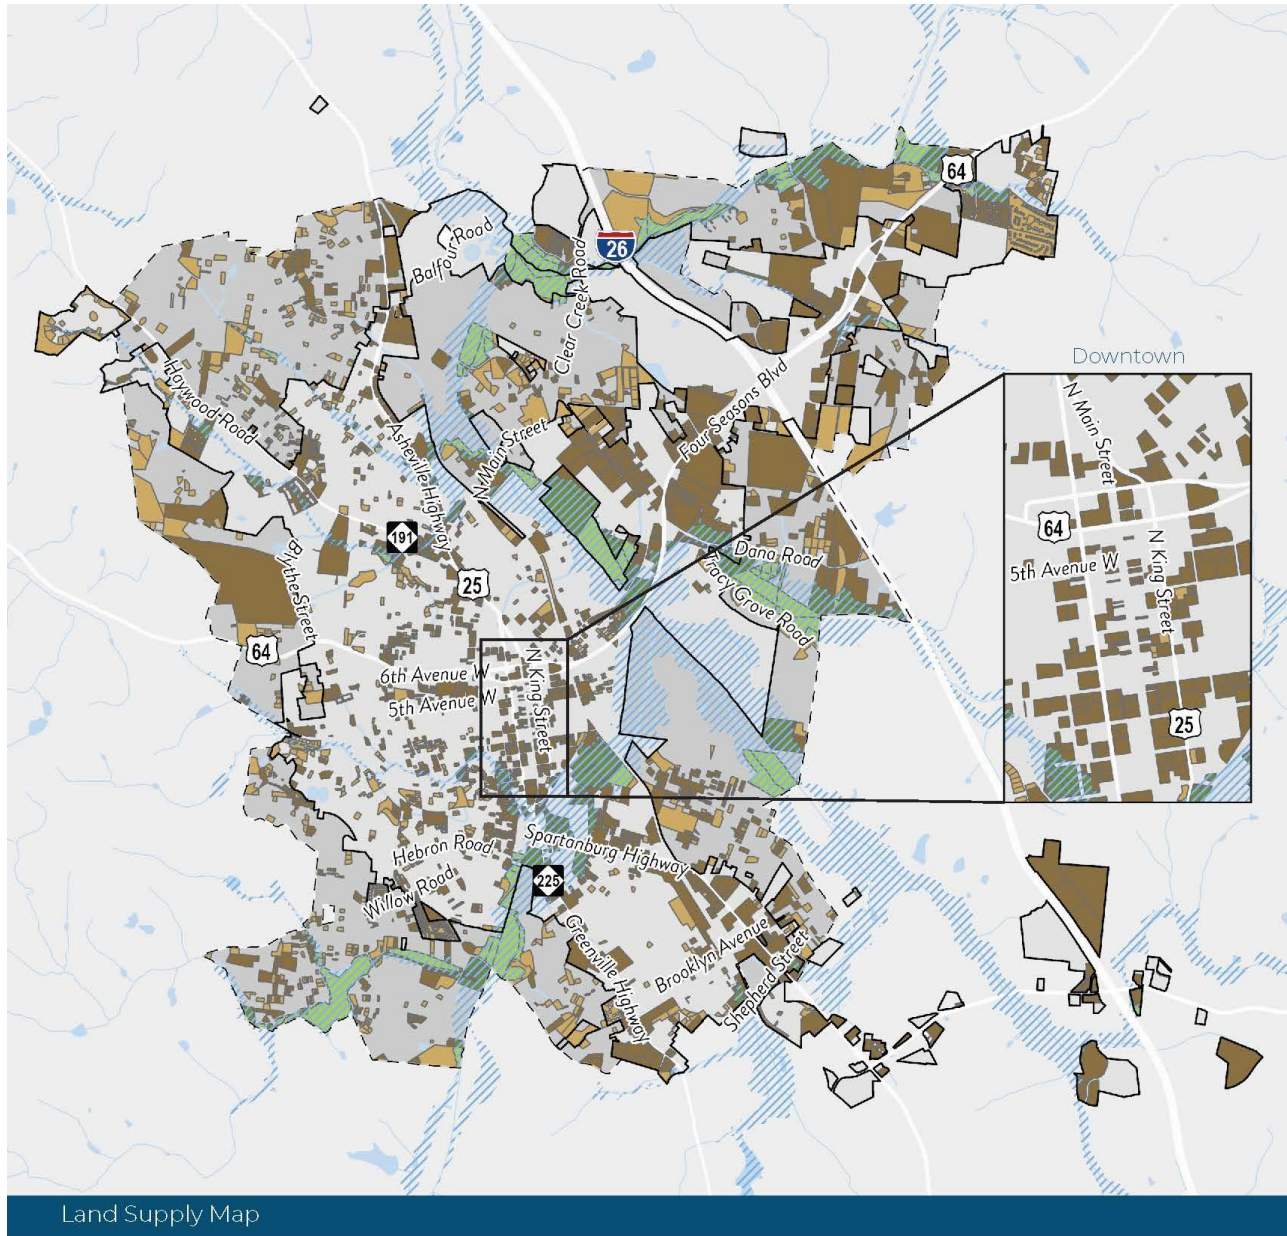 64
Balfour Road
26
Clear Creek Road
Downtown
Haywood Road
Four Seasons Blvd
N Main Street
Asheville Highway
N Main Street
64
N King Street
5th Avenue W
191
Dana Road
Tracy Grove Road
25
Blythe Street
64
6th Avenue W
5th Avenue W
N King Street
25
Spartanburg Highway
Hebron Road
Willow Road
225
Greenville Highway
Brooklyn Avenue
Shepherd Street
Land Supply Map